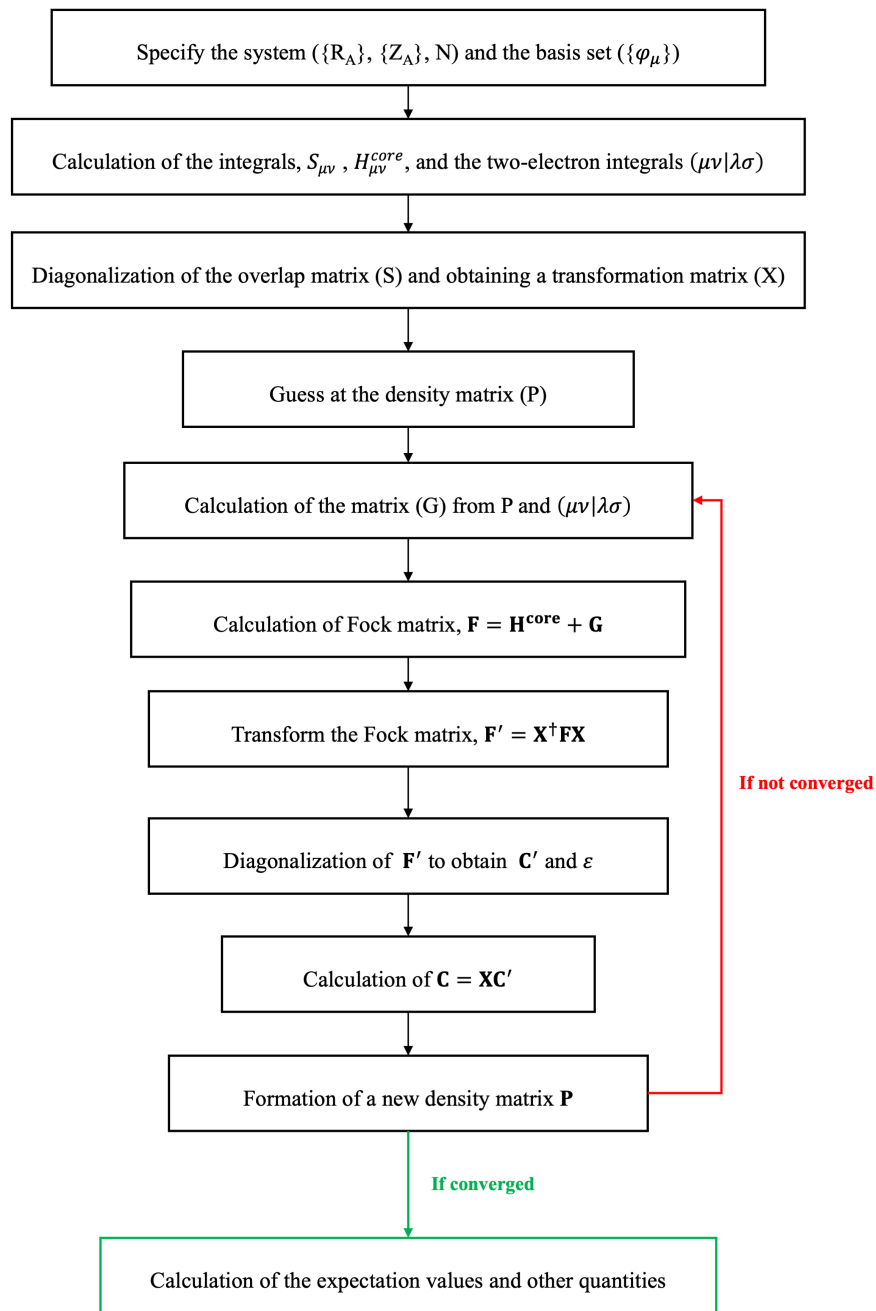 Specify the system ({R_A}, {Z_A}, N) and the basis set ({φ_μ})
Calculation of the integrals, S_μν , H_μν^core, and the two-electron integrals (μν|λσ)
Diagonalization of the overlap matrix (S) and obtaining a transformation matrix (X)
Guess at the density matrix (P)
Calculation of the matrix (G) from P and (μν|λσ)
Calculation of Fock matrix, F = H^core + G
Transform the Fock matrix, F′ = X†FX
If not converged
Diagonalization of F′ to obtain C′ and ε
Calculation of C = XC′
Formation of a new density matrix P
If converged
Calculation of the expectation values and other quantities